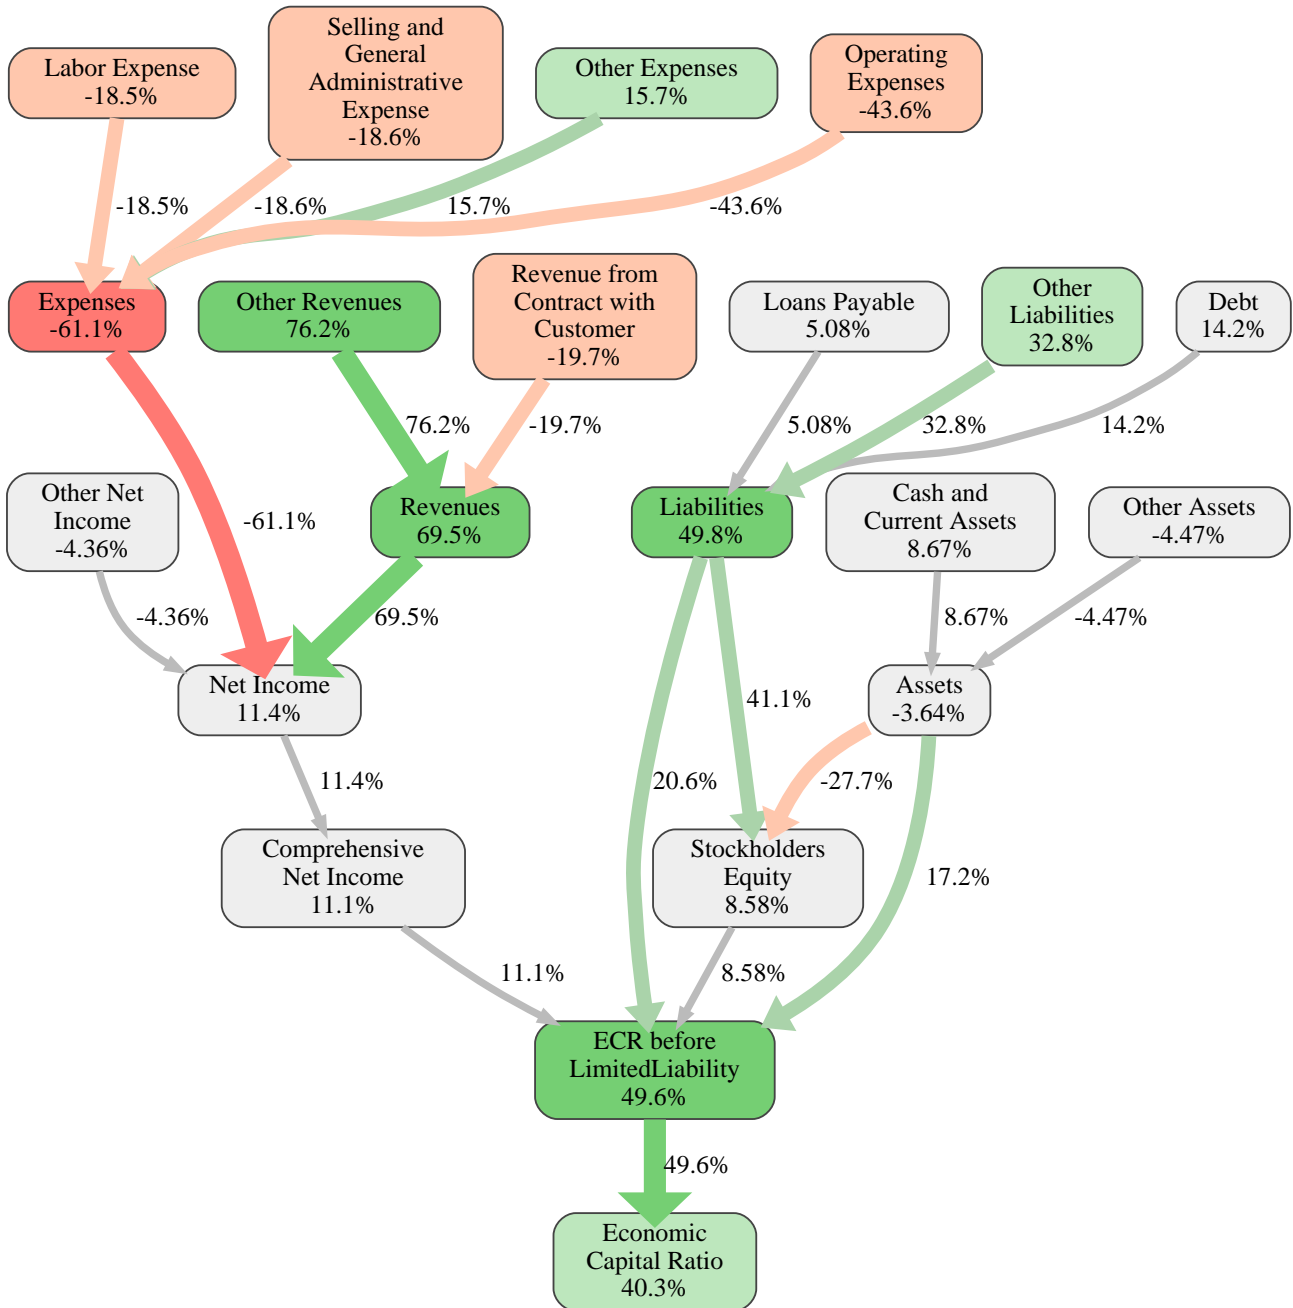 Labor Expense
-18.5%
Selling and
General
Administrative
Expense
-18.6%
Other Expenses
15.7%
Operating
Expenses
-43.6%
-18.5%
-18.6%
15.7%
-43.6%
Expenses
-61.1%
Other Revenues
76.2%
Revenue from
Contract with
Customer
-19.7%
Loans Payable
5.08%
Other
Liabilities
32.8%
Debt
14.2%
76.2%
-19.7%
5.08%
32.8%
14.2%
Other Net
Income
-4.36%
-61.1%
Revenues
69.5%
Liabilities
49.8%
Cash and
Current Assets
8.67%
Other Assets
-4.47%
-4.36%
69.5%
8.67%
-4.47%
Net Income
11.4%
41.1%
Assets
-3.64%
11.4%
20.6%
-27.7%
Comprehensive
Net Income
11.1%
Stockholders
Equity
8.58%
17.2%
11.1%
8.58%
ECR before
LimitedLiability
49.6%
49.6%
Economic
Capital Ratio
40.3%